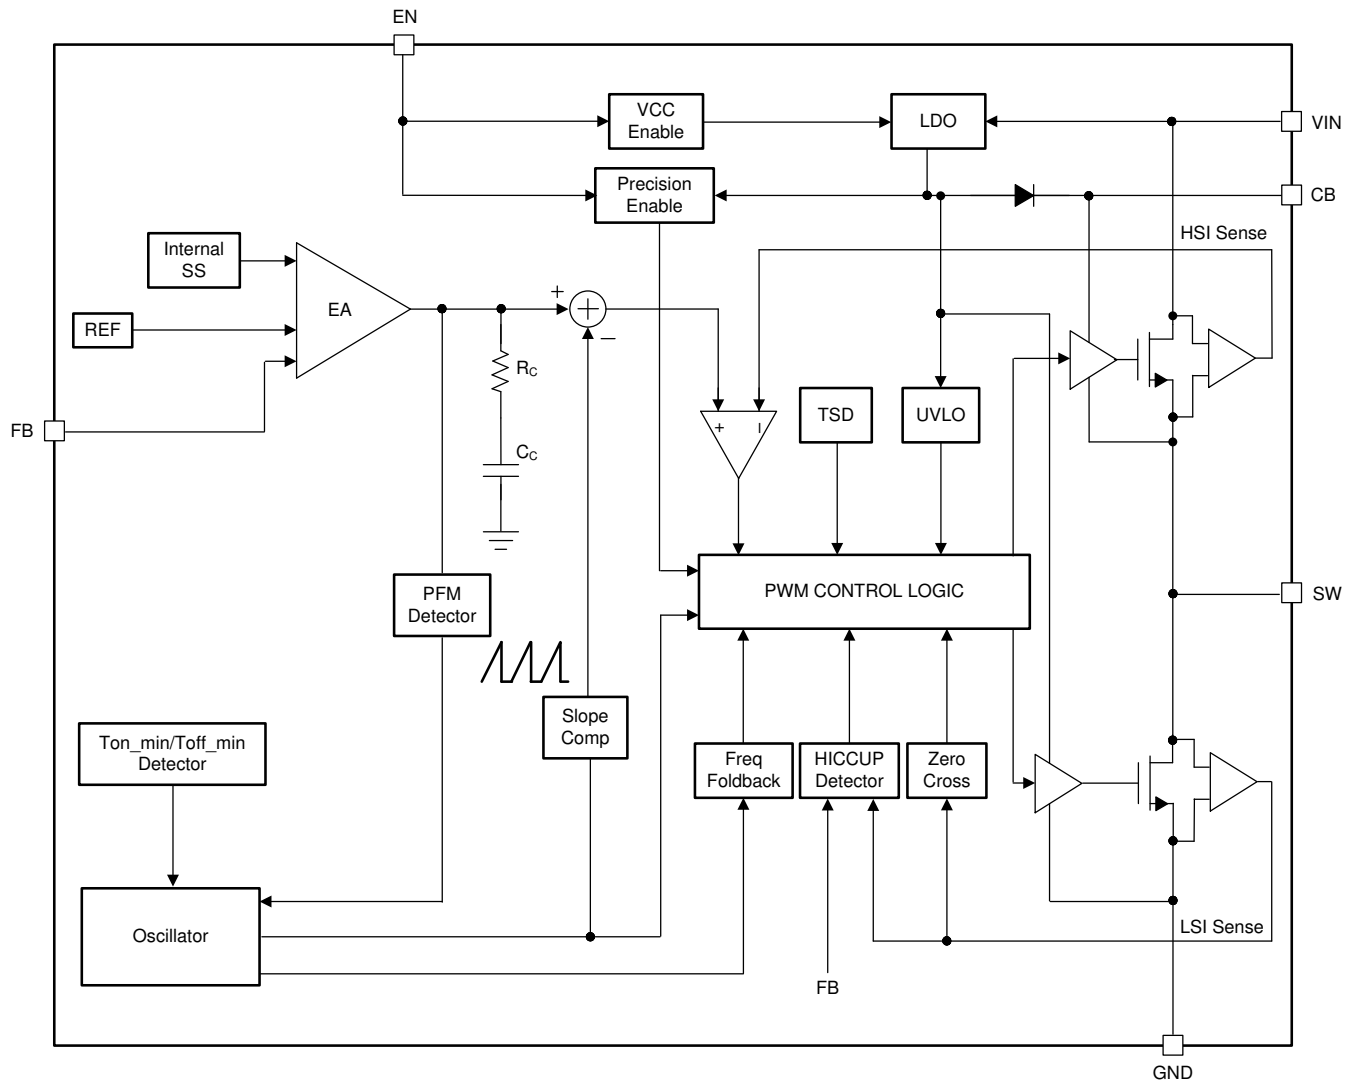 EN
VCC
Enable
LDO
VIN
Precision
Enable
CB
HSI Sense
Internal
SS
EA
+
+
−
REF
RC
FB
TSD
UVLO
+
−
CC
PWM CONTROL LOGIC
SW
PFM
Detector
Slope
Comp
Ton_min/Toff_min
Detector
Freq
Foldback
HICCUP
Detector
Zero
Cross
Oscillator
LSI Sense
FB
GND